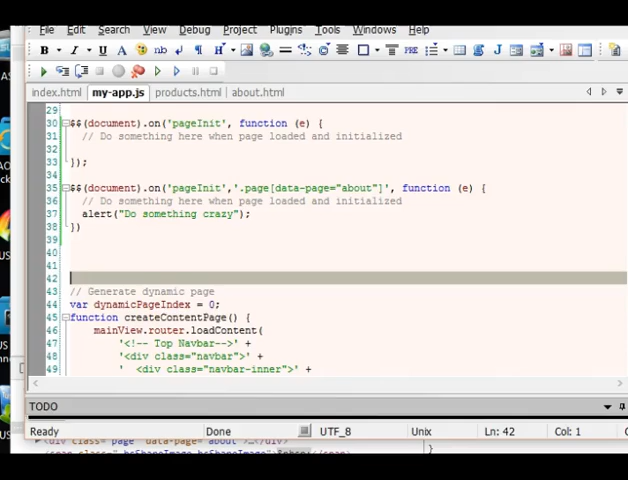 File Edit Search View Debug Project Plugins Tools Windows Help
index.html my-app.js products.html about.html
29
30 $$(document).on('pageInit', function (e) {
31 // Do something here when page loaded and initialized
32
33 });
34
35 $$(document).on('pageInit','.page[data-page="about"]', function (e) {
36 // Do something here when page loaded and initialized
37 alert("Do something crazy");
38 })
39
40
41
42
43 // Generate dynamic page
44 var dynamicPageIndex = 0;
45 function createContentPage() {
46 mainView.router.loadContent(
47 '<!-- Top Navbar-->' +
48 '<div class="navbar">' +
49 ' <div class="navbar-inner">' +
TODO
Ready Done UTF_8 Unix Ln: 42 Col: 1